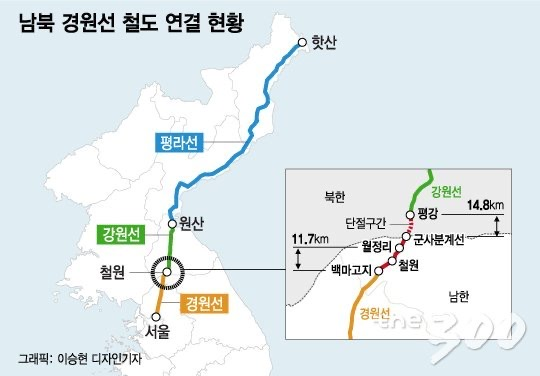 남북 경원선 철도 연결 현황
핫산
평라선
원산
강원선
철원
경원선
서울
북한
강원선
14.8km
평강
단절구간
군사분계선
11.7km
월정리
철원
백마고지
남한
경원선
the 300
그래픽: 이승현 디자인기자